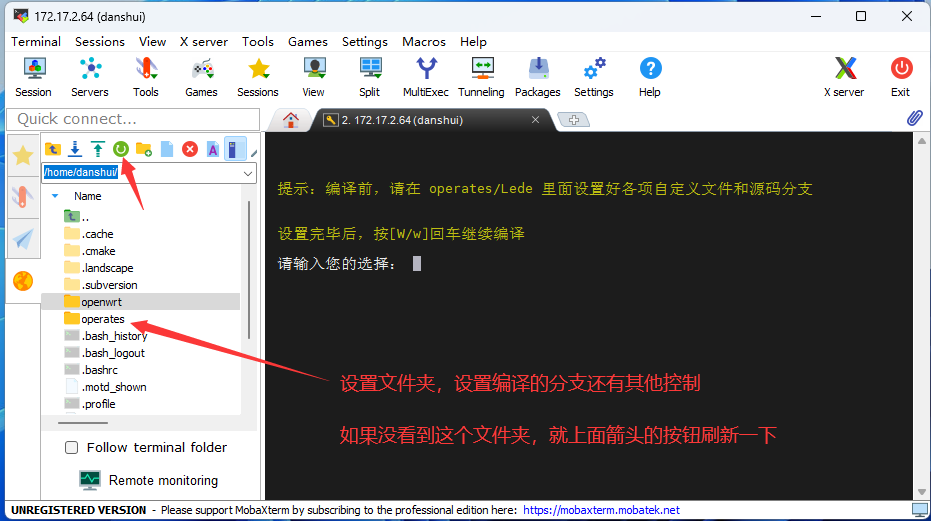 172.17.2.64 (danshui)
Terminal Sessions View X server Tools Games Settings Macros Help
Session Servers Tools Games Sessions View Split MultiExec Tunneling Packages Settings Help X server Exit
Quick connect...
2. 172.17.2.64 (danshui)
/home/danshui/
Name
..
.cache
.cmake
.landscape
.subversion
openwrt
operates
.bash_history
.bash_logout
.bashrc
.motd_shown
.profile
Follow terminal folder
Remote monitoring
提示：编译前，请在 operates/Lede 里面设置好各项自定义文件和源码分支
设置完毕后，按[W/w]回车继续编译
请输入您的选择：
设置文件夹，设置编译的分支还有其他控制
如果没看到这个文件夹，就上面箭头的按钮刷新一下
UNREGISTERED VERSION - Please support MobaXterm by subscribing to the professional edition here: https://mobaxterm.mobatek.net